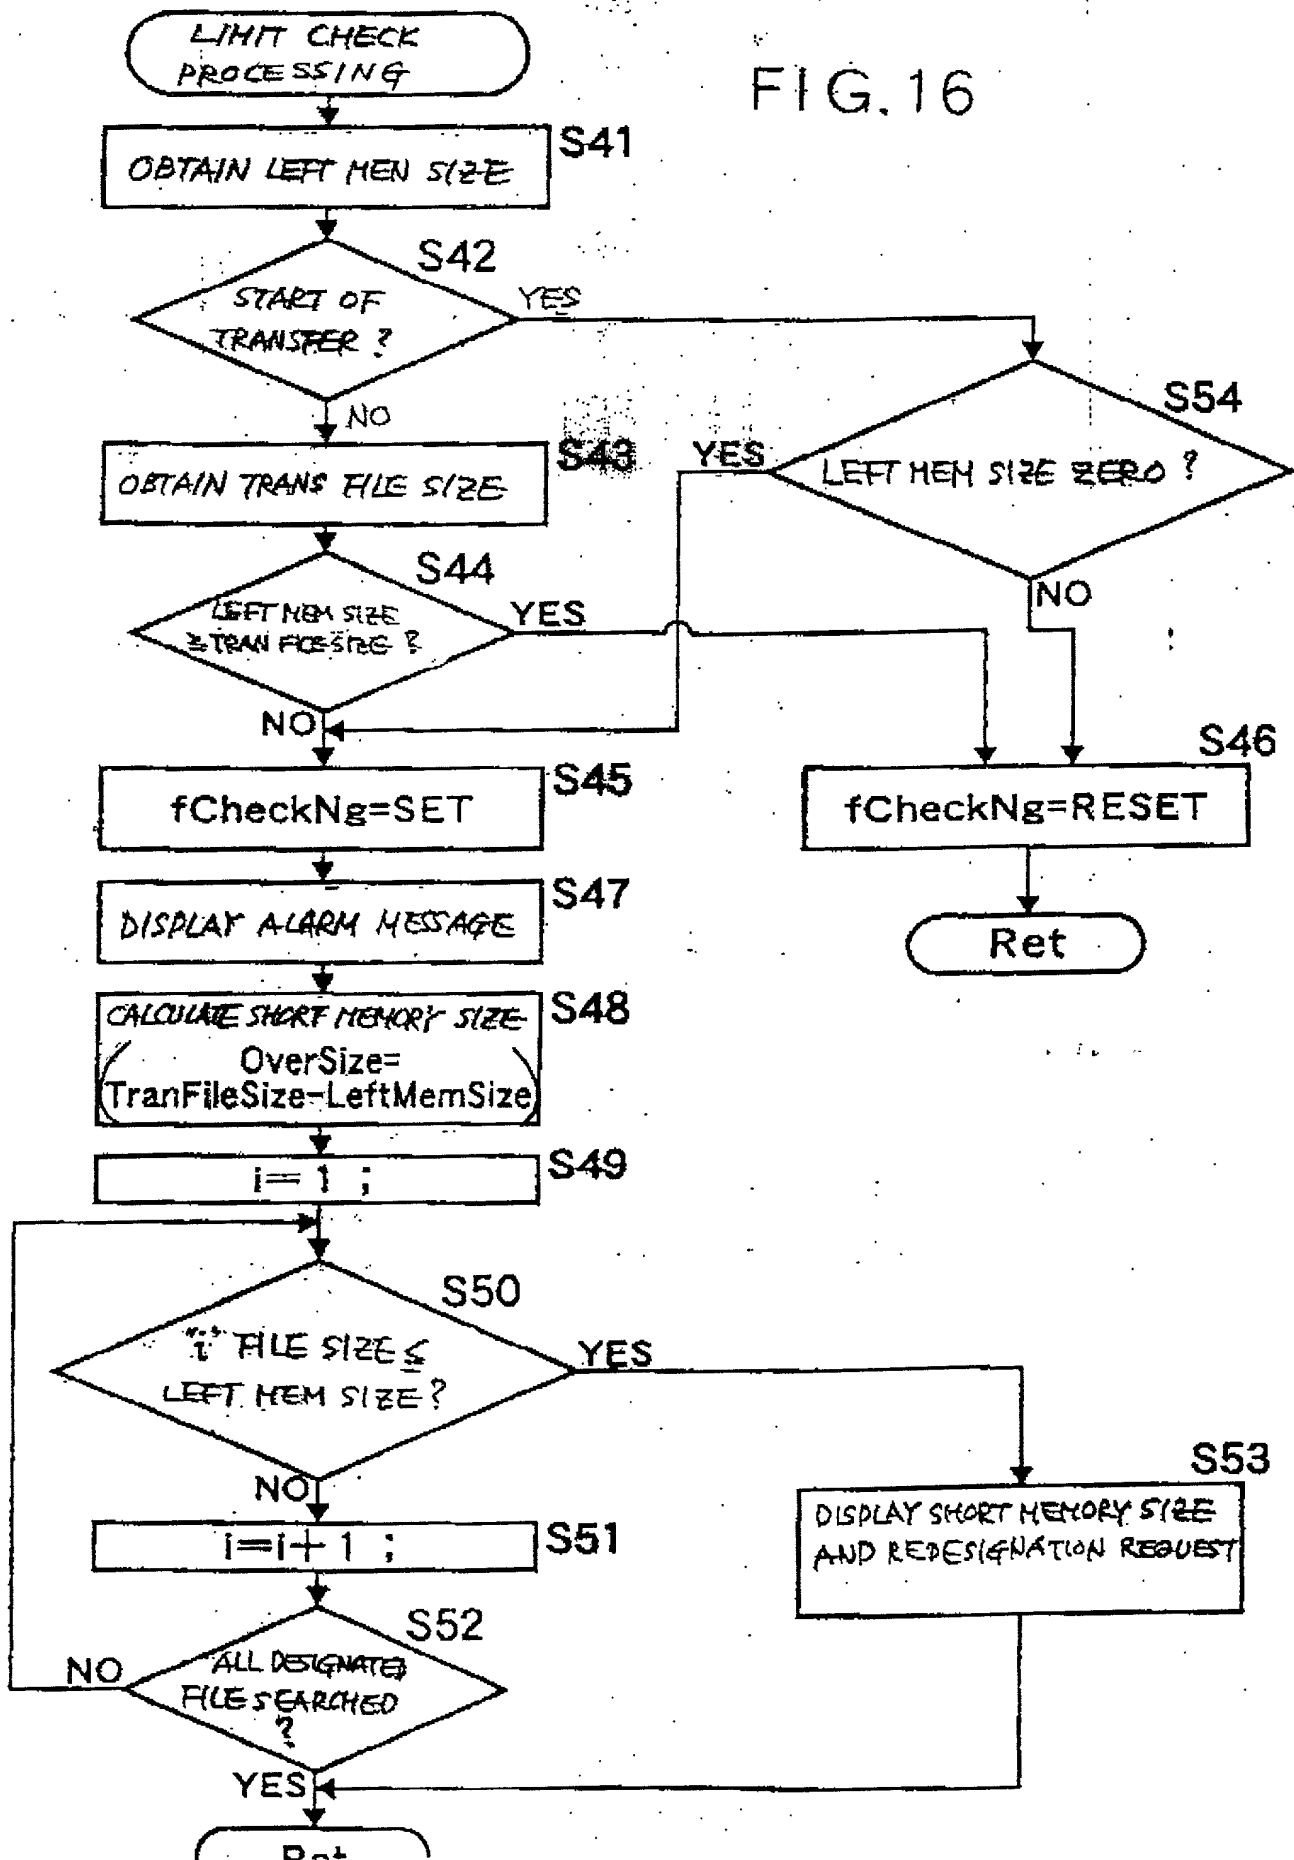 LIMIT CHECK
PROCESSING
FIG.16
S41
OBTAIN LEFT MEN SIZE
S42
START OF
TRANSFER ?
YES
NO
S43
OBTAIN TRANS FILE SIZE
S54
YES
LEFT MEM SIZE ZERO ?
NO
S44
LEFT MEM SIZE
≥TRAN FILE SIZE ?
YES
NO
S45
fCheckNg=SET
S46
fCheckNg=RESET
Ret
S47
DISPLAY ALARM MESSAGE
S48
CALCULATE SHORT MEMORY SIZE
( OverSize=
TranFileSize-LeftMemSize )
S49
i= 1 ;
S50
"i" FILE SIZE ≤
LEFT MEM SIZE?
YES
NO
S51
i=i+ 1 ;
S53
DISPLAY SHORT MEMORY SIZE
AND REDESIGNATION REQUEST
S52
ALL DESIGNATED
FILE SEARCHED
?
NO
YES
Ret